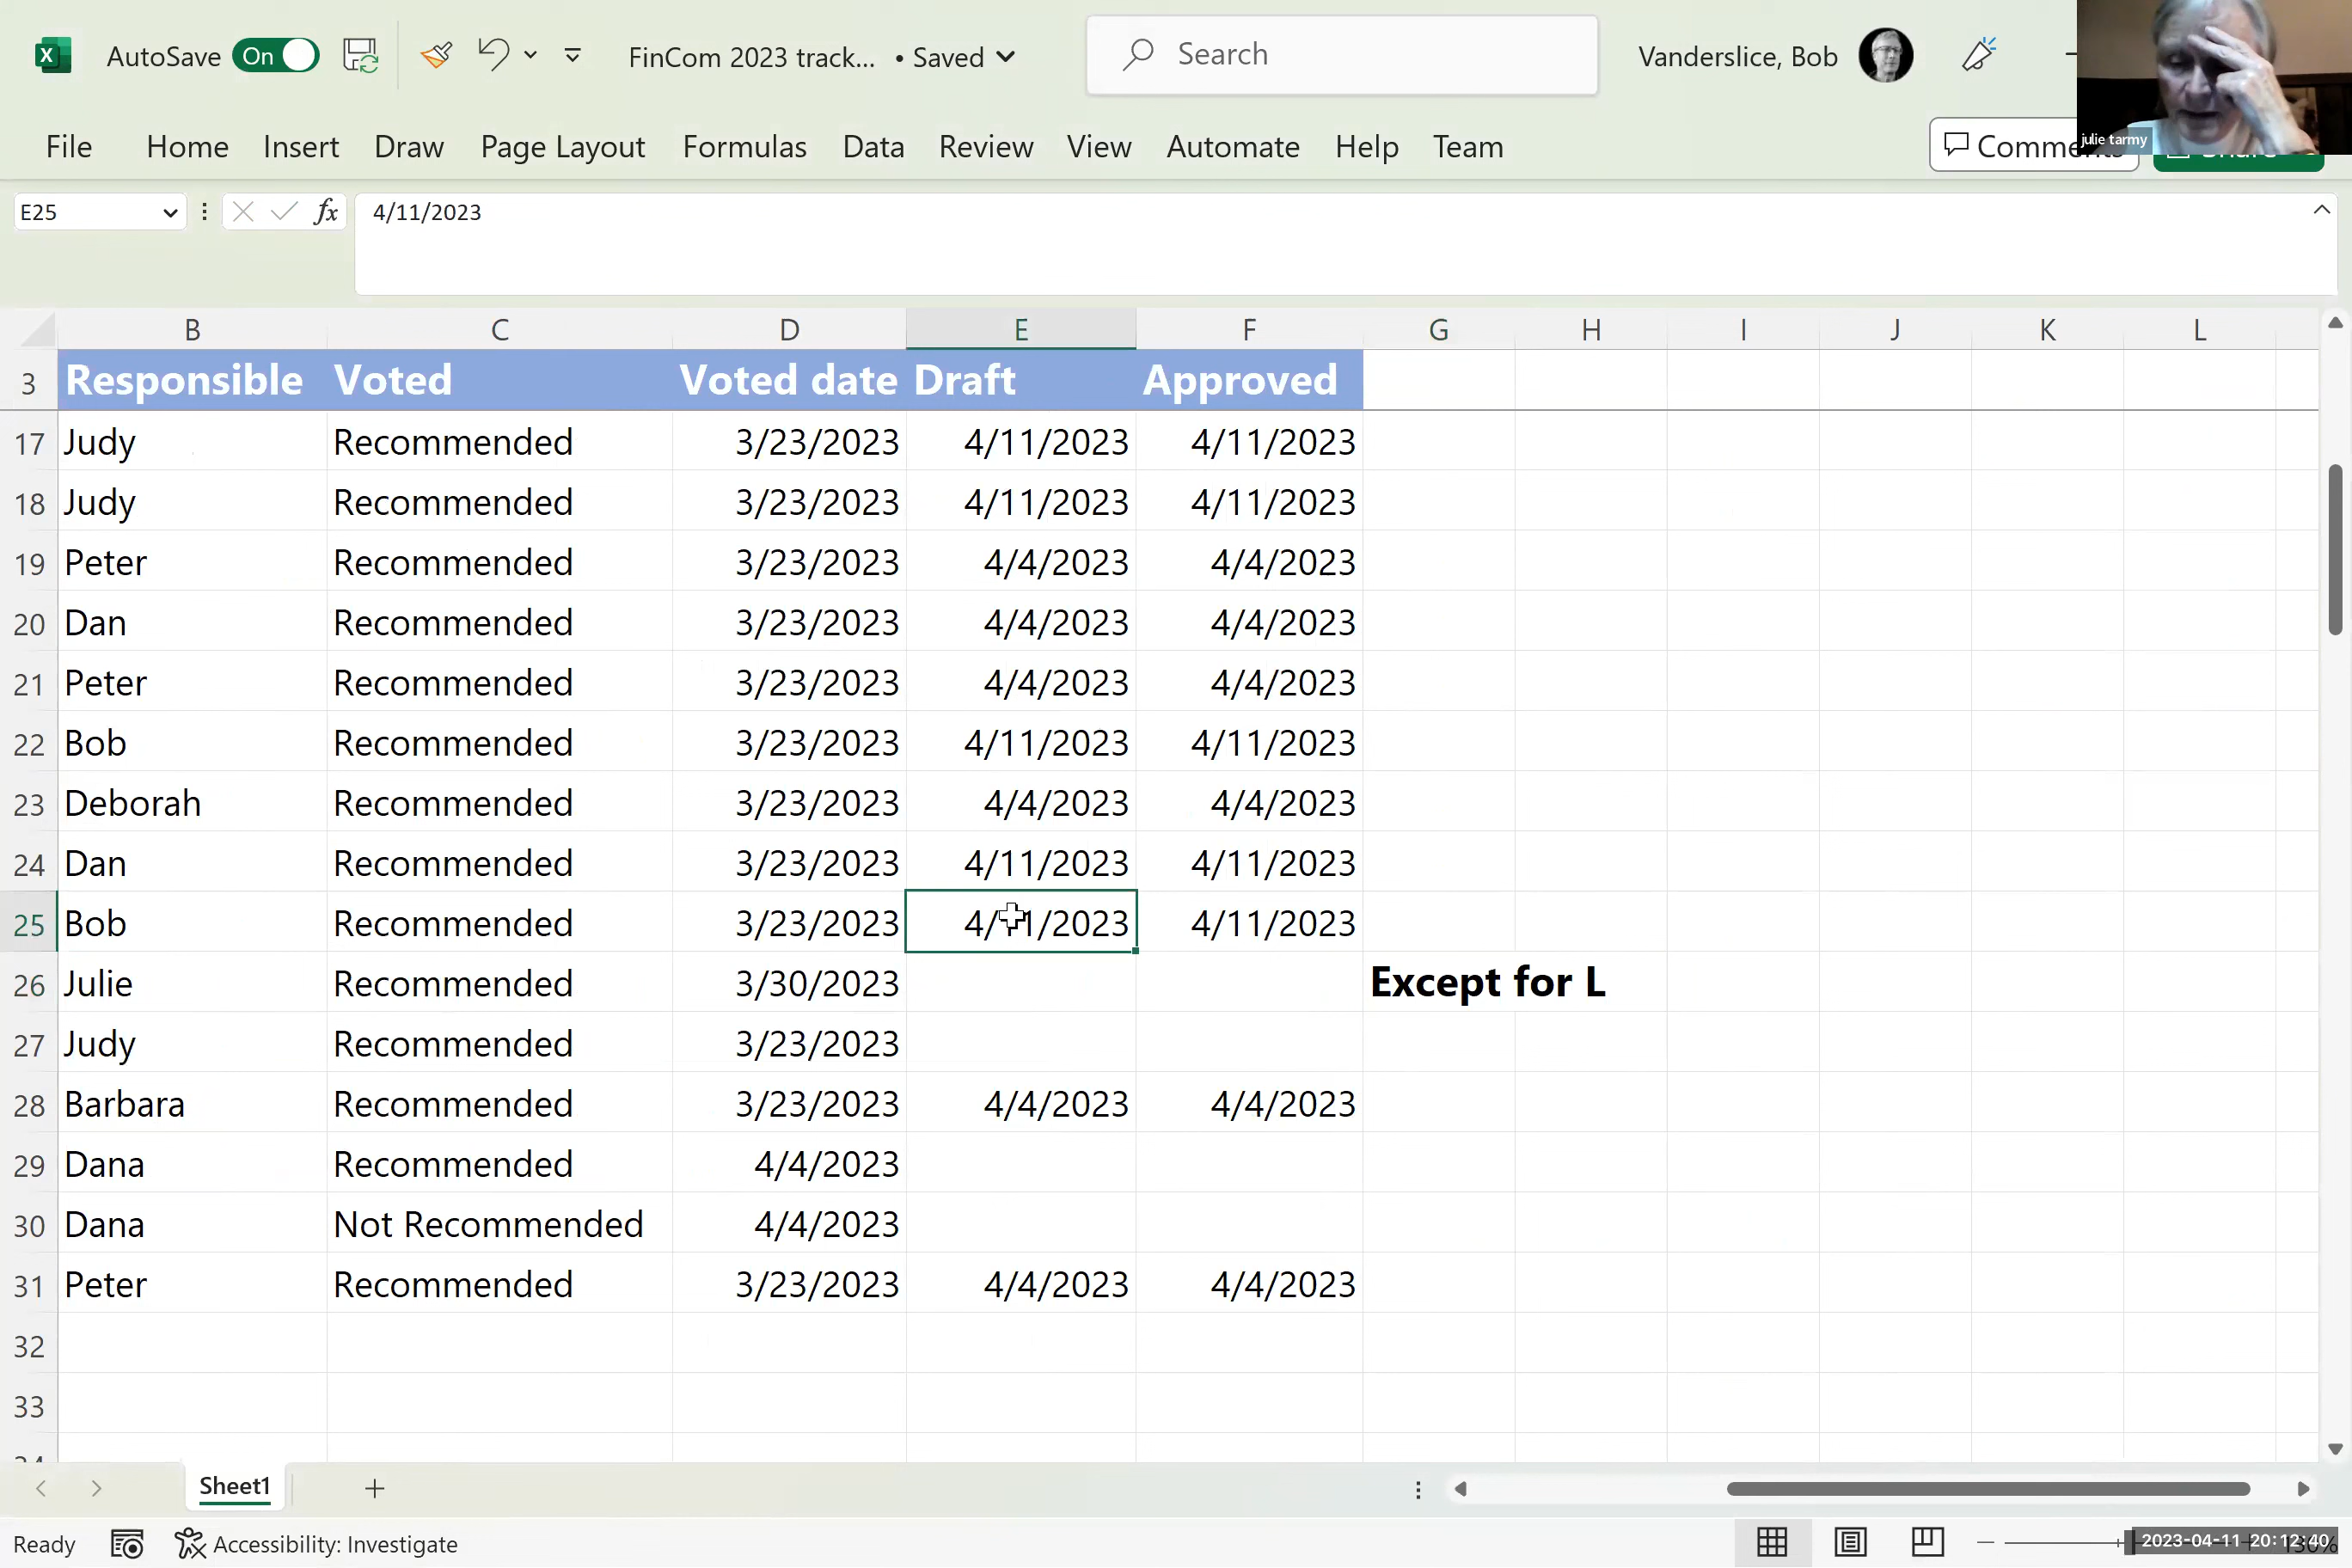 AutoSave On FinCom 2023 track... • Saved Search Vanderslice, Bob
julie tarmy
File Home Insert Draw Page Layout Formulas Data Review View Automate Help Team
E25 fx 4/11/2023
B C D E F G H I J K L
3 Responsible Voted Voted date Draft Approved
17 Judy Recommended 3/23/2023 4/11/2023 4/11/2023
18 Judy Recommended 3/23/2023 4/11/2023 4/11/2023
19 Peter Recommended 3/23/2023 4/4/2023 4/4/2023
20 Dan Recommended 3/23/2023 4/4/2023 4/4/2023
21 Peter Recommended 3/23/2023 4/4/2023 4/4/2023
22 Bob Recommended 3/23/2023 4/11/2023 4/11/2023
23 Deborah Recommended 3/23/2023 4/4/2023 4/4/2023
24 Dan Recommended 3/23/2023 4/11/2023 4/11/2023
25 Bob Recommended 3/23/2023 4/11/2023 4/11/2023
26 Julie Recommended 3/30/2023 Except for L
27 Judy Recommended 3/23/2023
28 Barbara Recommended 3/23/2023 4/4/2023 4/4/2023
29 Dana Recommended 4/4/2023
30 Dana Not Recommended 4/4/2023
31 Peter Recommended 3/23/2023 4/4/2023 4/4/2023
32
33
Sheet1 +
Ready Accessibility: Investigate 2023-04-11 20:12:40